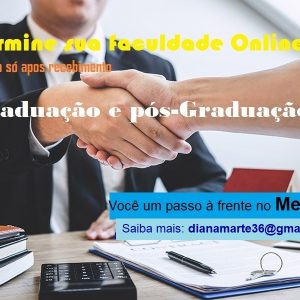 rmine sua faculdade Online
só apos recebimento
aduação e pós-Graduaçã
Você um passo à frente no Me
Saiba mais: dianamarte36@gma